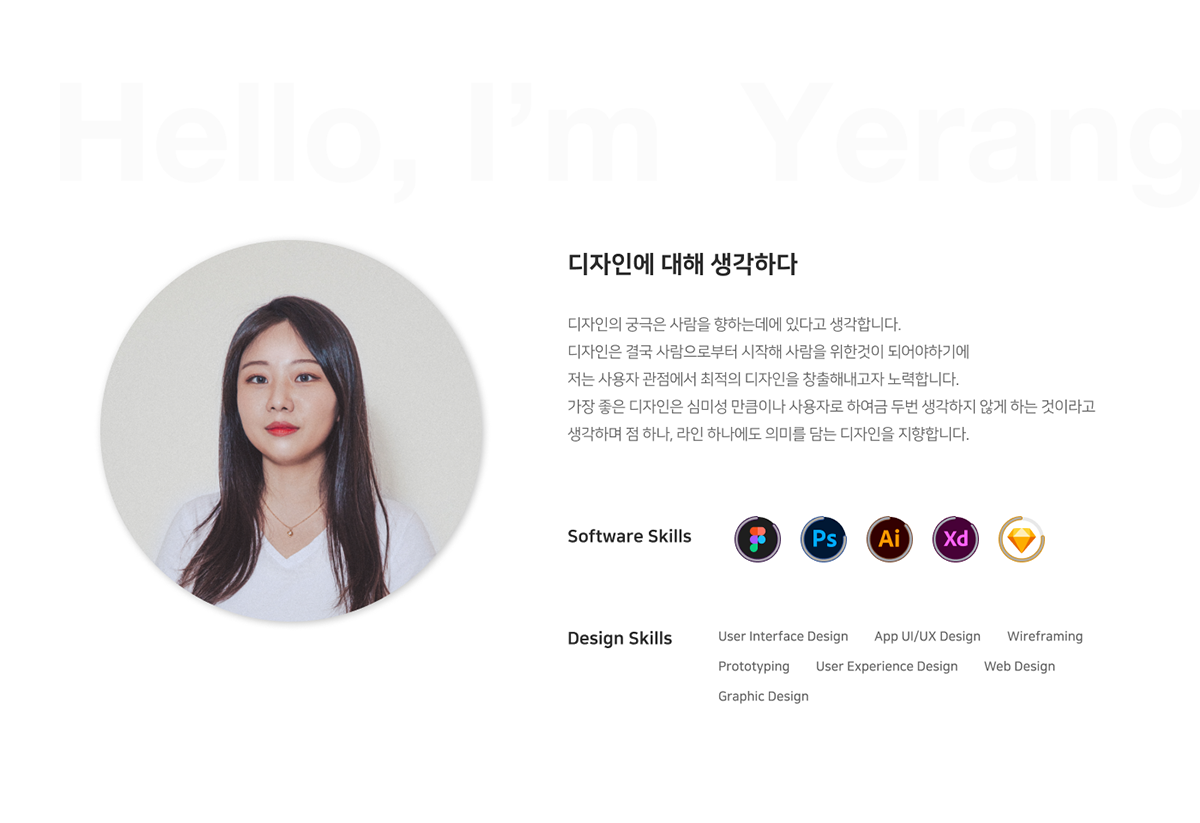 Hello, I'm Yerang
디자인에 대해 생각하다
디자인의 궁극은 사람을 향하는데에 있다고 생각합니다.
디자인은 결국 사람으로부터 시작해 사람을 위한것이 되어야하기에
저는 사용자 관점에서 최적의 디자인을 창출해내고자 노력합니다.
가장 좋은 디자인은 심미성 만큼이나 사용자로 하여금 두번 생각하지 않게 하는 것이라고
생각하며 점 하나, 라인 하나에도 의미를 담는 디자인을 지향합니다.
Software Skills Ps Ai Xd
Design Skills User Interface Design App UI/UX Design Wireframing
Prototyping User Experience Design Web Design
Graphic Design